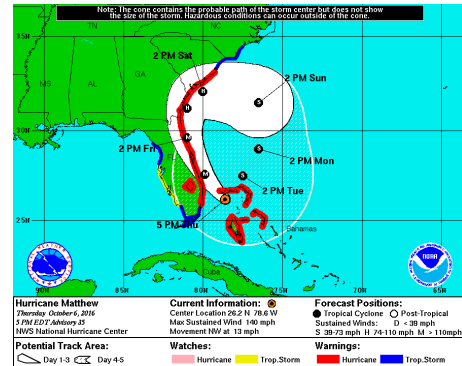 Note: The cone contains the probable path of the storm center but does not show
the size of the storm. Hazardous conditions can occur outside of the cone.
35N
TN
NC
2 PM Sat
2 PM Sun
MS
AL
GA
H
S
H
30N
2 PM Fri
M
S
2 PM Mon
FL
M
S
2 PM Tue
5 PM Thu
25N
Bahamas
Cuba
NOAA
90W
85W
80W
75W
70W
Hurricane Matthew
Thursday October 6, 2016
5 PM EDT Advisory 35
NWS National Hurricane Center
Current Information:
Center Location 26.2 N 78.6 W
Max Sustained Wind 140 mph
Movement NW at 13 mph
Forecast Positions:
Tropical Cyclone Post-Tropical
Sustained Winds: D < 39 mph
S 39-73 mph H 74-110 mph M > 110mph
Potential Track Area:
Day 1-3 Day 4-5
Watches:
Hurricane Trop.Storm
Warnings:
Hurricane Trop.Storm